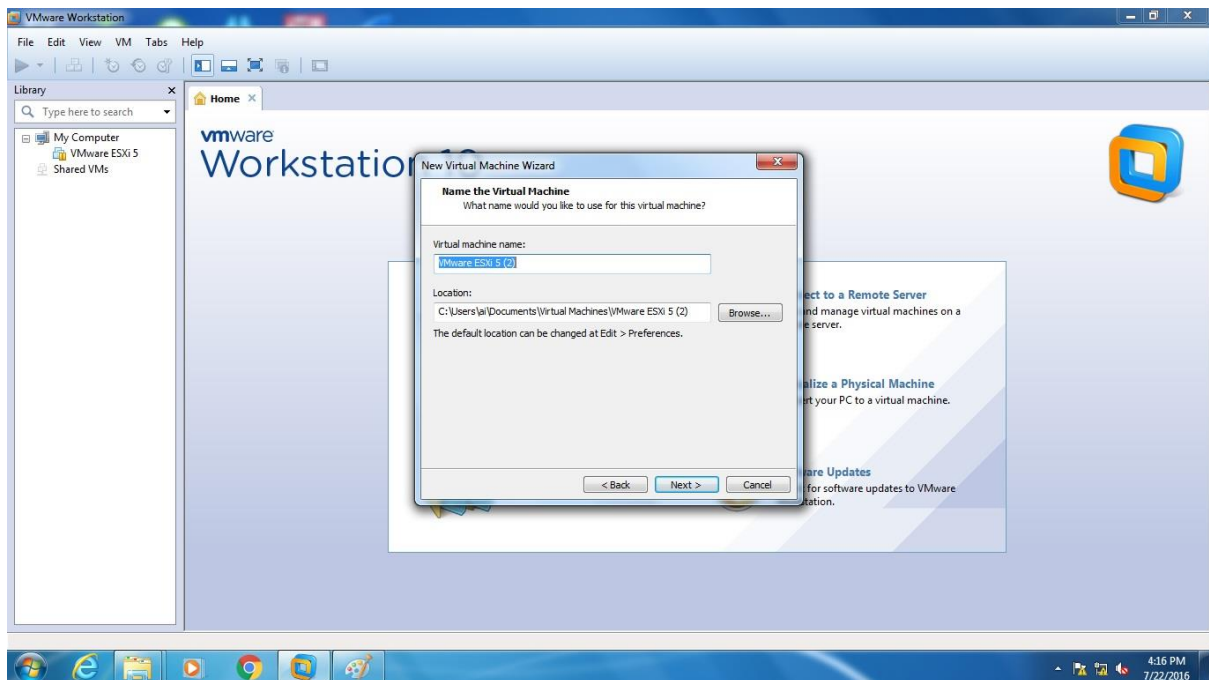 VMware Workstation
File Edit View VM Tabs Help
Library
Type here to search
My Computer
VMware ESXi 5
Shared VMs
Home
vmware
Workstation 10
New Virtual Machine Wizard
Name the Virtual Machine
What name would you like to use for this virtual machine?
Virtual machine name:
VMware ESXi 5 (2)
Location:
C:\Users\ai\Documents\Virtual Machines\VMware ESXi 5 (2)
Browse...
The default location can be changed at Edit > Preferences.
< Back Next > Cancel
ect to a Remote Server
and manage virtual machines on a
e server.
alize a Physical Machine
ert your PC to a virtual machine.
are Updates
for software updates to VMware
tation.
4:16 PM
7/22/2016